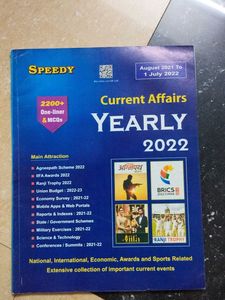 SPEEDY
August 2021 To
1 July 2022
2200+
One-liner
& MCQs
Current Affairs
YEARLY
2022
Main Attraction
Agneepath Scheme 2022
IIFA Awards 2022
Ranji Trophy 2022
Union Budget : 2022-23
Economy Survey : 2021-22
Mobile Apps & Web Portals
Reports & Indexes : 2021-22
State / Government Schemes
Military Exercises : 2021-22
Science & Technology
Conferences / Summits : 2021-22
BRICS
RANJI TROPHY
National, International, Economic, Awards and Sports Related
Extensive collection of important current events